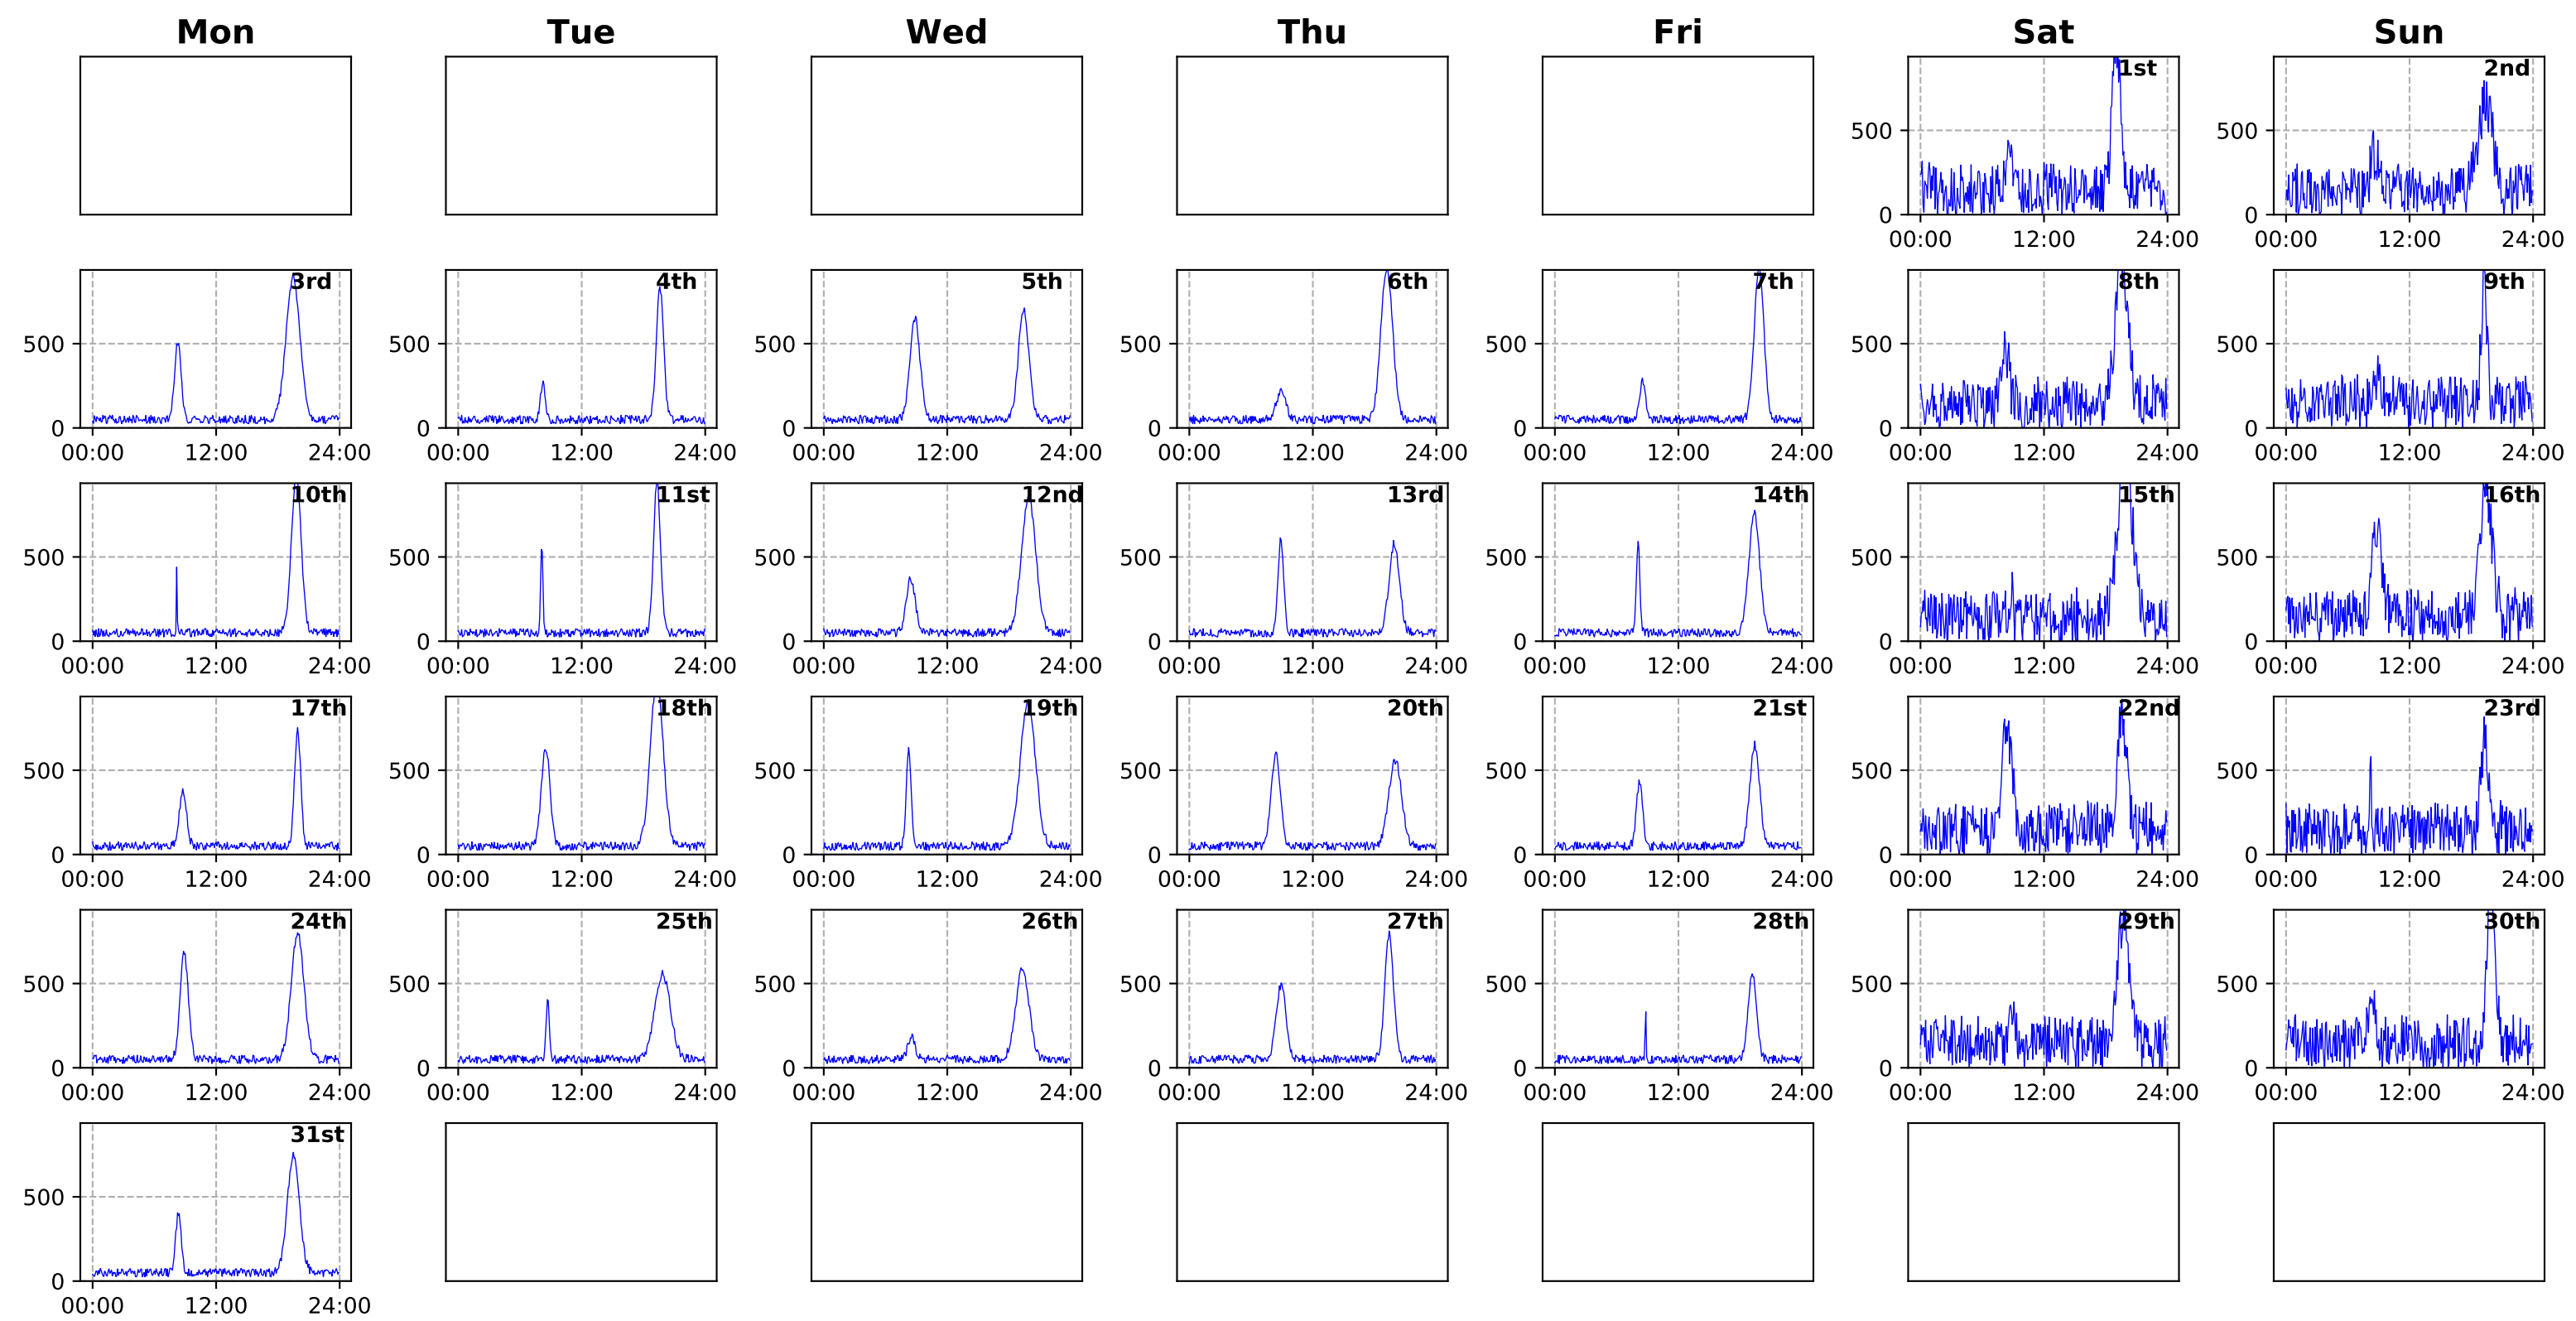 Mon Tue Wed Thu Fri Sat Sun
1st 2nd
500 500
0 0
00:00 12:00 24:00 00:00 12:00 24:00
3rd 4th 5th 6th 7th 8th 9th
500 500 500 500 500 500 500
0 0 0 0 0 0 0
00:00 12:00 24:00 00:00 12:00 24:00 00:00 12:00 24:00 00:00 12:00 24:00 00:00 12:00 24:00 00:00 12:00 24:00 00:00 12:00 24:00
10th 11st 12nd 13rd 14th 15th 16th
500 500 500 500 500 500 500
0 0 0 0 0 0 0
00:00 12:00 24:00 00:00 12:00 24:00 00:00 12:00 24:00 00:00 12:00 24:00 00:00 12:00 24:00 00:00 12:00 24:00 00:00 12:00 24:00
17th 18th 19th 20th 21st 22nd 23rd
500 500 500 500 500 500 500
0 0 0 0 0 0 0
00:00 12:00 24:00 00:00 12:00 24:00 00:00 12:00 24:00 00:00 12:00 24:00 00:00 12:00 24:00 00:00 12:00 24:00 00:00 12:00 24:00
24th 25th 26th 27th 28th 29th 30th
500 500 500 500 500 500 500
0 0 0 0 0 0 0
00:00 12:00 24:00 00:00 12:00 24:00 00:00 12:00 24:00 00:00 12:00 24:00 00:00 12:00 24:00 00:00 12:00 24:00 00:00 12:00 24:00
31st
500
0
00:00 12:00 24:00